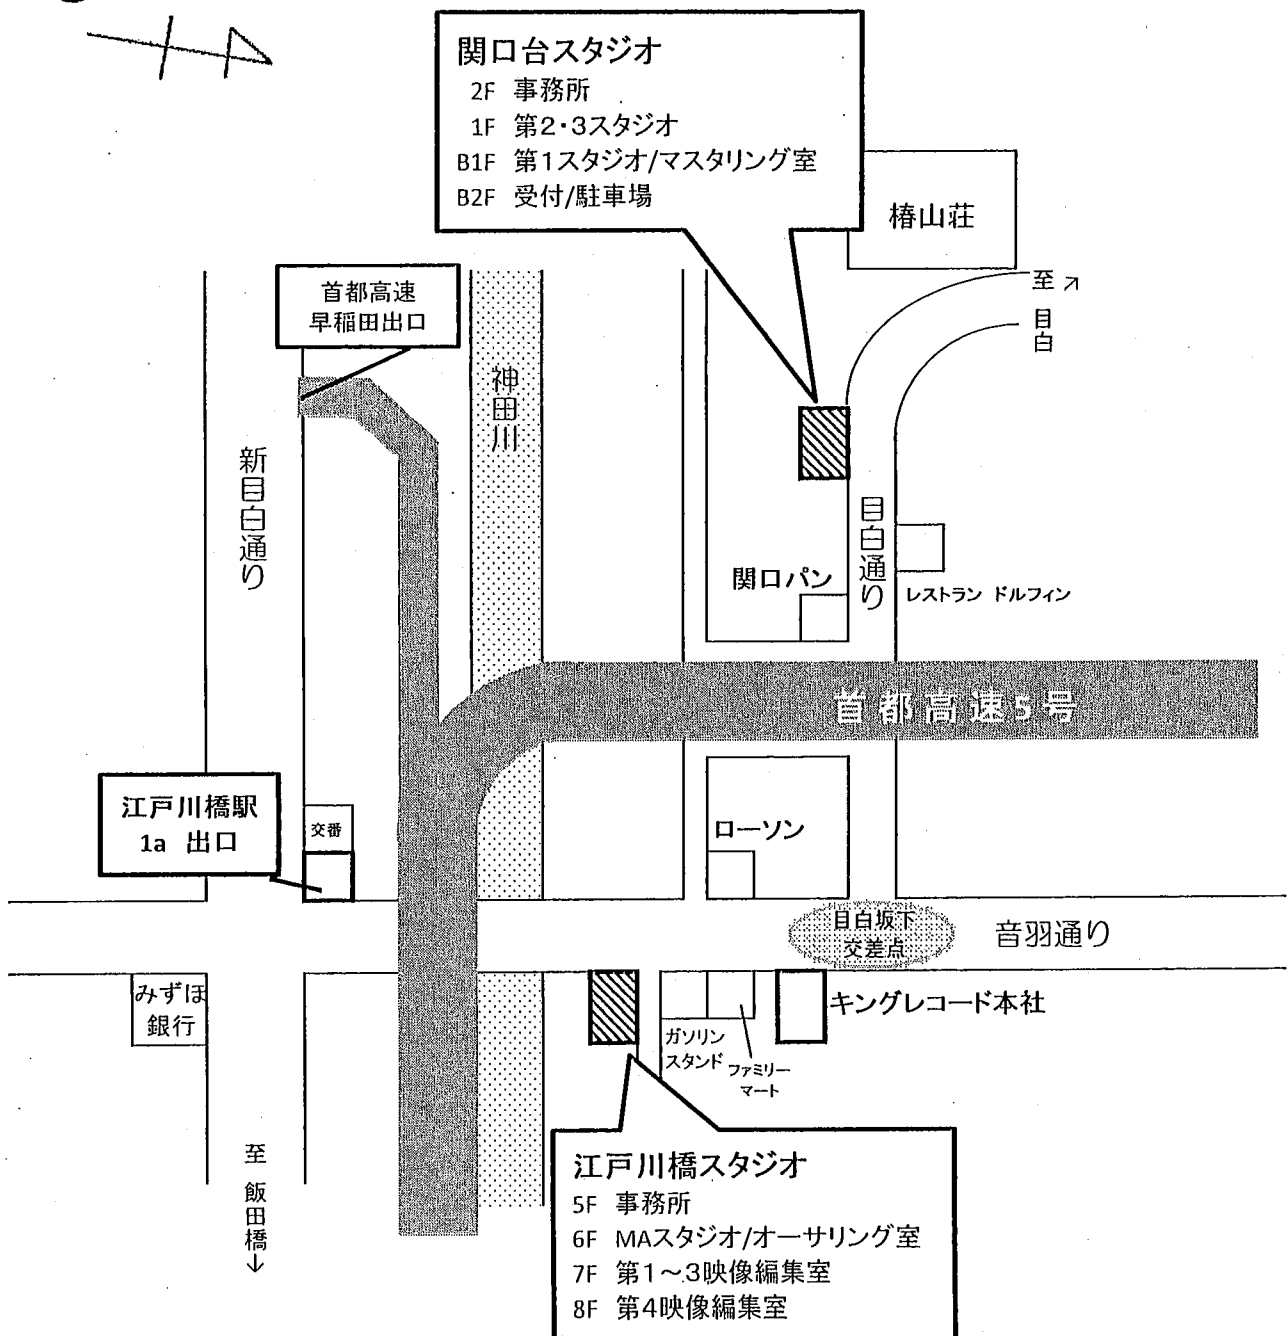 関口台スタジオ
2F 事務所
1F 第2・3スタジオ
B1F 第1スタジオ/マスタリング室
B2F 受付/駐車場
椿山荘
至↗
目白
首都高速
早稲田出口
神田川
新目白通り
目白通り
関口パン
レストラン ドルフィン
首都高速5号
江戸川橋駅
1a 出口
交番
ローソン
目白坂下
交差点
音羽通り
みずほ
銀行
キングレコード本社
ガソリン
スタンド
ファミリー
マート
至 飯田橋↓
江戸川橋スタジオ
5F 事務所
6F MAスタジオ/オーサリング室
7F 第1～3映像編集室
8F 第4映像編集室